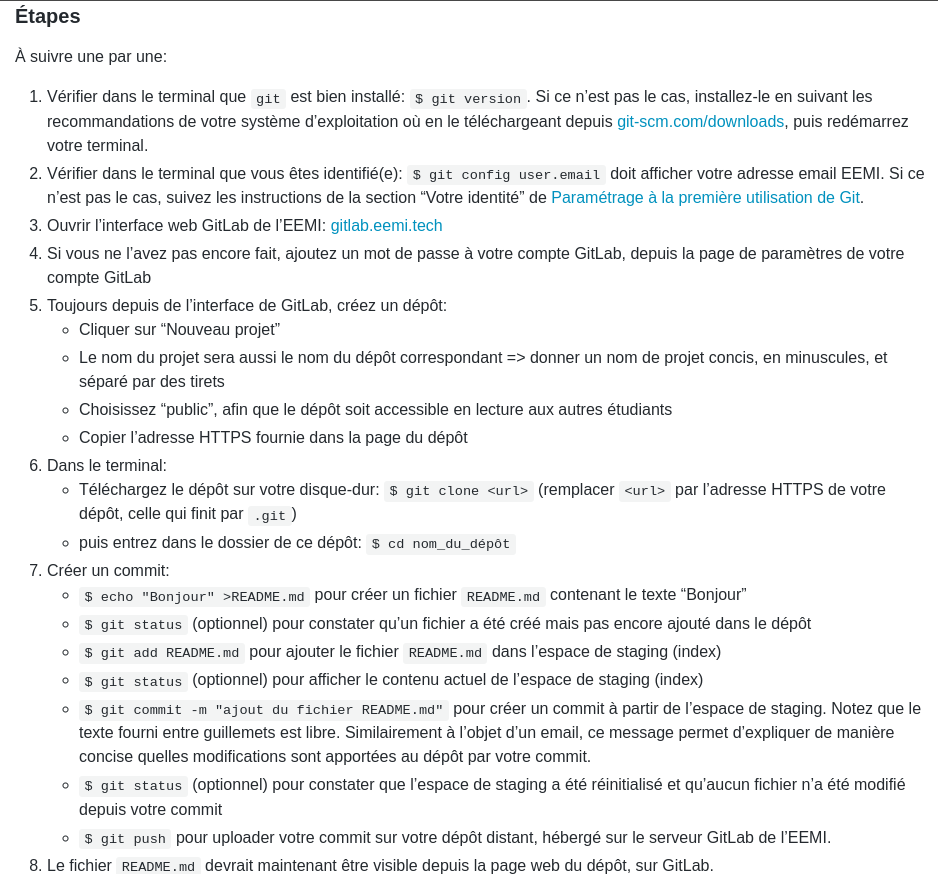 Étapes
À suivre une par une:
1. Vérifier dans le terminal que git est bien installé: $ git version. Si ce n’est pas le cas, installez-le en suivant les
recommandations de votre système d’exploitation où en le téléchargeant depuis git-scm.com/downloads, puis redémarrez
votre terminal.
2. Vérifier dans le terminal que vous êtes identifié(e): $ git config user.email doit afficher votre adresse email EEMI. Si ce
n’est pas le cas, suivez les instructions de la section “Votre identité” de Paramétrage à la première utilisation de Git.
3. Ouvrir l’interface web GitLab de l’EEMI: gitlab.eemi.tech
4. Si vous ne l’avez pas encore fait, ajoutez un mot de passe à votre compte GitLab, depuis la page de paramètres de votre
compte GitLab
5. Toujours depuis de l’interface de GitLab, créez un dépôt:
◦ Cliquer sur “Nouveau projet”
◦ Le nom du projet sera aussi le nom du dépôt correspondant => donner un nom de projet concis, en minuscules, et
séparé par des tirets
◦ Choisissez “public”, afin que le dépôt soit accessible en lecture aux autres étudiants
◦ Copier l’adresse HTTPS fournie dans la page du dépôt
6. Dans le terminal:
◦ Téléchargez le dépôt sur votre disque-dur: $ git clone <url> (remplacer <url> par l’adresse HTTPS de votre
dépôt, celle qui finit par .git)
◦ puis entrez dans le dossier de ce dépôt: $ cd nom_du_dépôt
7. Créer un commit:
◦ $ echo "Bonjour" >README.md pour créer un fichier README.md contenant le texte “Bonjour”
◦ $ git status (optionnel) pour constater qu’un fichier a été créé mais pas encore ajouté dans le dépôt
◦ $ git add README.md pour ajouter le fichier README.md dans l’espace de staging (index)
◦ $ git status (optionnel) pour afficher le contenu actuel de l’espace de staging (index)
◦ $ git commit -m "ajout du fichier README.md" pour créer un commit à partir de l’espace de staging. Notez que le
texte fourni entre guillemets est libre. Similairement à l’objet d’un email, ce message permet d’expliquer de manière
concise quelles modifications sont apportées au dépôt par votre commit.
◦ $ git status (optionnel) pour constater que l’espace de staging a été réinitialisé et qu’aucun fichier n’a été modifié
depuis votre commit
◦ $ git push pour uploader votre commit sur votre dépôt distant, hébergé sur le serveur GitLab de l’EEMI.
8. Le fichier README.md devrait maintenant être visible depuis la page web du dépôt, sur GitLab.